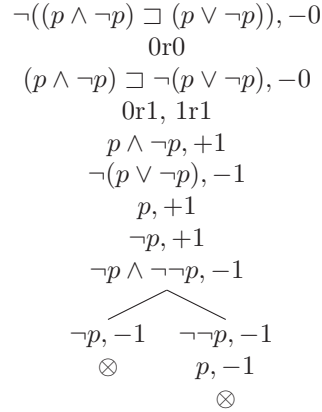 ¬((p ∧ ¬p) ⊐ (p ∨ ¬p)), −0
0r0
(p ∧ ¬p) ⊐ ¬(p ∨ ¬p), −0
0r1, 1r1
p ∧ ¬p, +1
¬(p ∨ ¬p), −1
p, +1
¬p, +1
¬p ∧ ¬¬p, −1
¬p, −1 ¬¬p, −1
⊗ p, −1
⊗